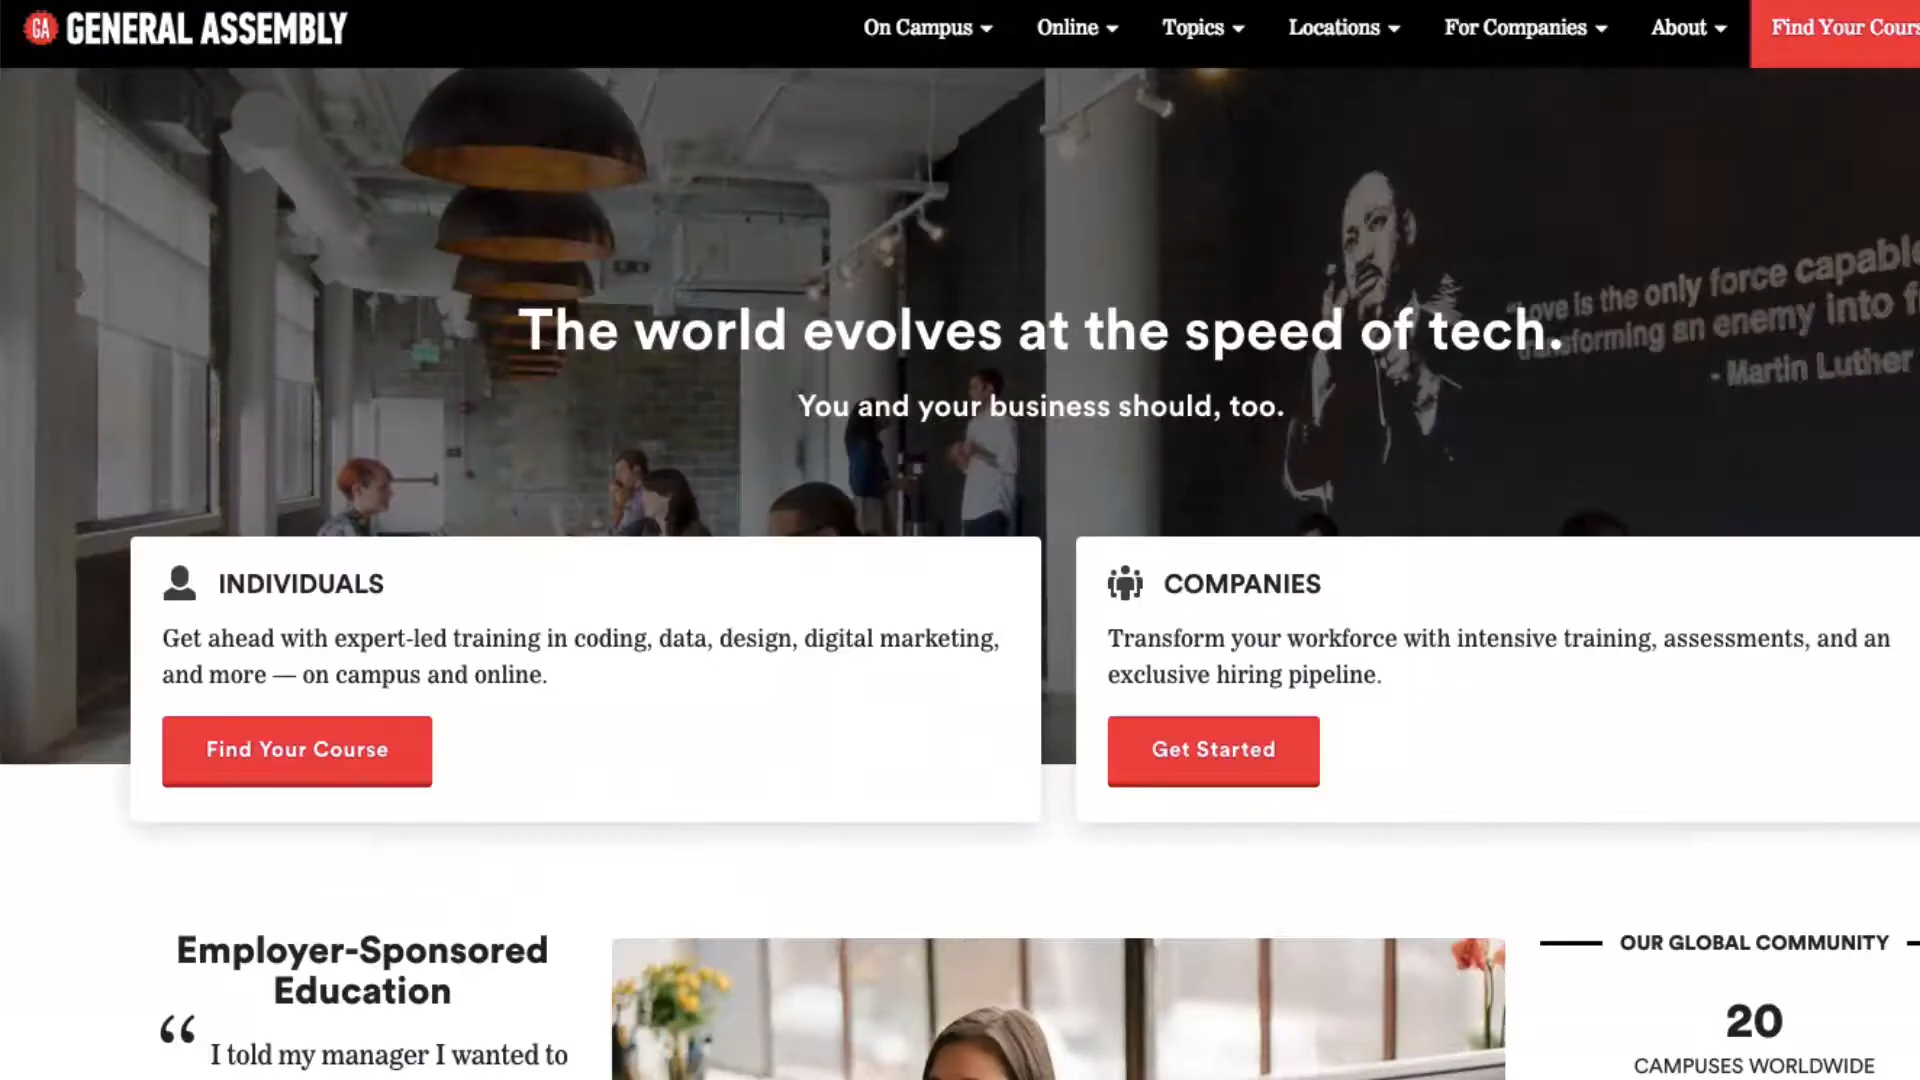 GA GENERAL ASSEMBLY
On Campus
Online
Topics
Locations
For Companies
About
Find Your
The world evolves at the speed of tech.
You and your business should, too.
"Love is the only force
transforming an enemy into
- Martin Luther
INDIVIDUALS
Get ahead with expert-led training in coding, data, design, digital marketing,
and more — on campus and online.
Find Your Course
COMPANIES
Transform your workforce with intensive training, assessments, and an
exclusive hiring pipeline.
Get Started
Employer-Sponsored
Education
“ I told my manager I wanted to
OUR GLOBAL COMMUNITY
20
CAMPUSES WORLDWIDE